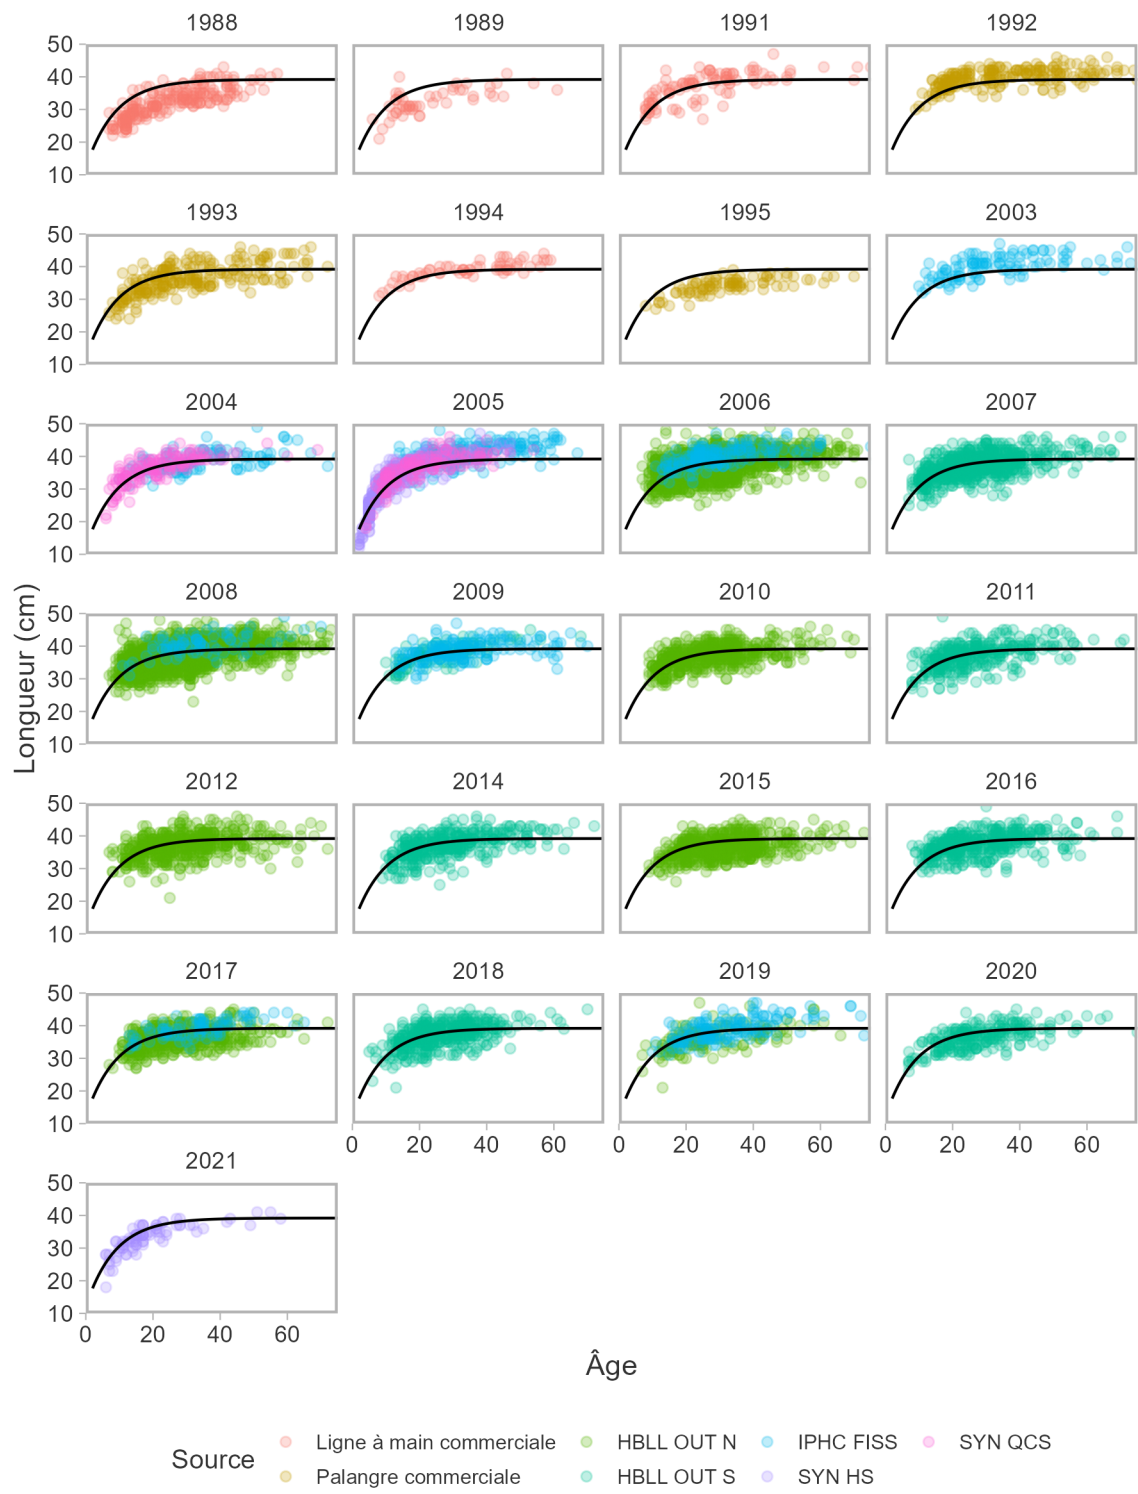 1988 1989 1991 1992
50
40
30
20
10
1993 1994 1995 2003
50
40
30
20
10
2004 2005 2006 2007
50
40
30
20
10
2008 2009 2010 2011
50
40
30
20
10
2012 2014 2015 2016
50
40
30
20
10
2017 2018 2019 2020
50
40
30
20
10
0 20 40 60 0 20 40 60 0 20 40 60
2021
50
40
30
20
10
0 20 40 60
Longueur (cm)
Âge
Source
Ligne à main commerciale HBLL OUT N IPHC FISS SYN QCS
Palangre commerciale HBLL OUT S SYN HS